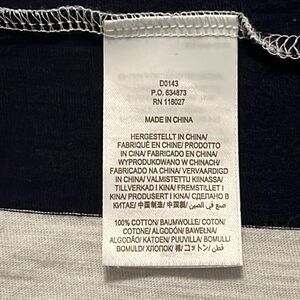 D0143
P.O. 634873
RN 118027
MADE IN CHINA
HERGESTELLT IN CHINA/
FABRIQUÉ EN CHINE/ PRODOTTO
IN CINA/ FABRICADO EN CHINA/
WYPRODUKOWANO W CHINACH/
FABRICADO NA CHINA/ VERVAARDIGD
IN CHINA/ VALMISTETTU KIINASSA/
TILLVERKAD I KINA/ FREMSTILLET I
KINA/ PRODUSERT I KINA/ СДЕЛАНО В
КИТАЕ/ 中国制造/ 中国製/ صنع في الصين
100% COTTON/ BAUMWOLLE/ COTON/
COTONE/ ALGODÓN/ BAWEŁNA/
ALGODÃO/ KATOEN/ PUUVILLA/ BOMULL/
BOMULD/ ХЛОПОК/ 棉/ コットン/ قطن